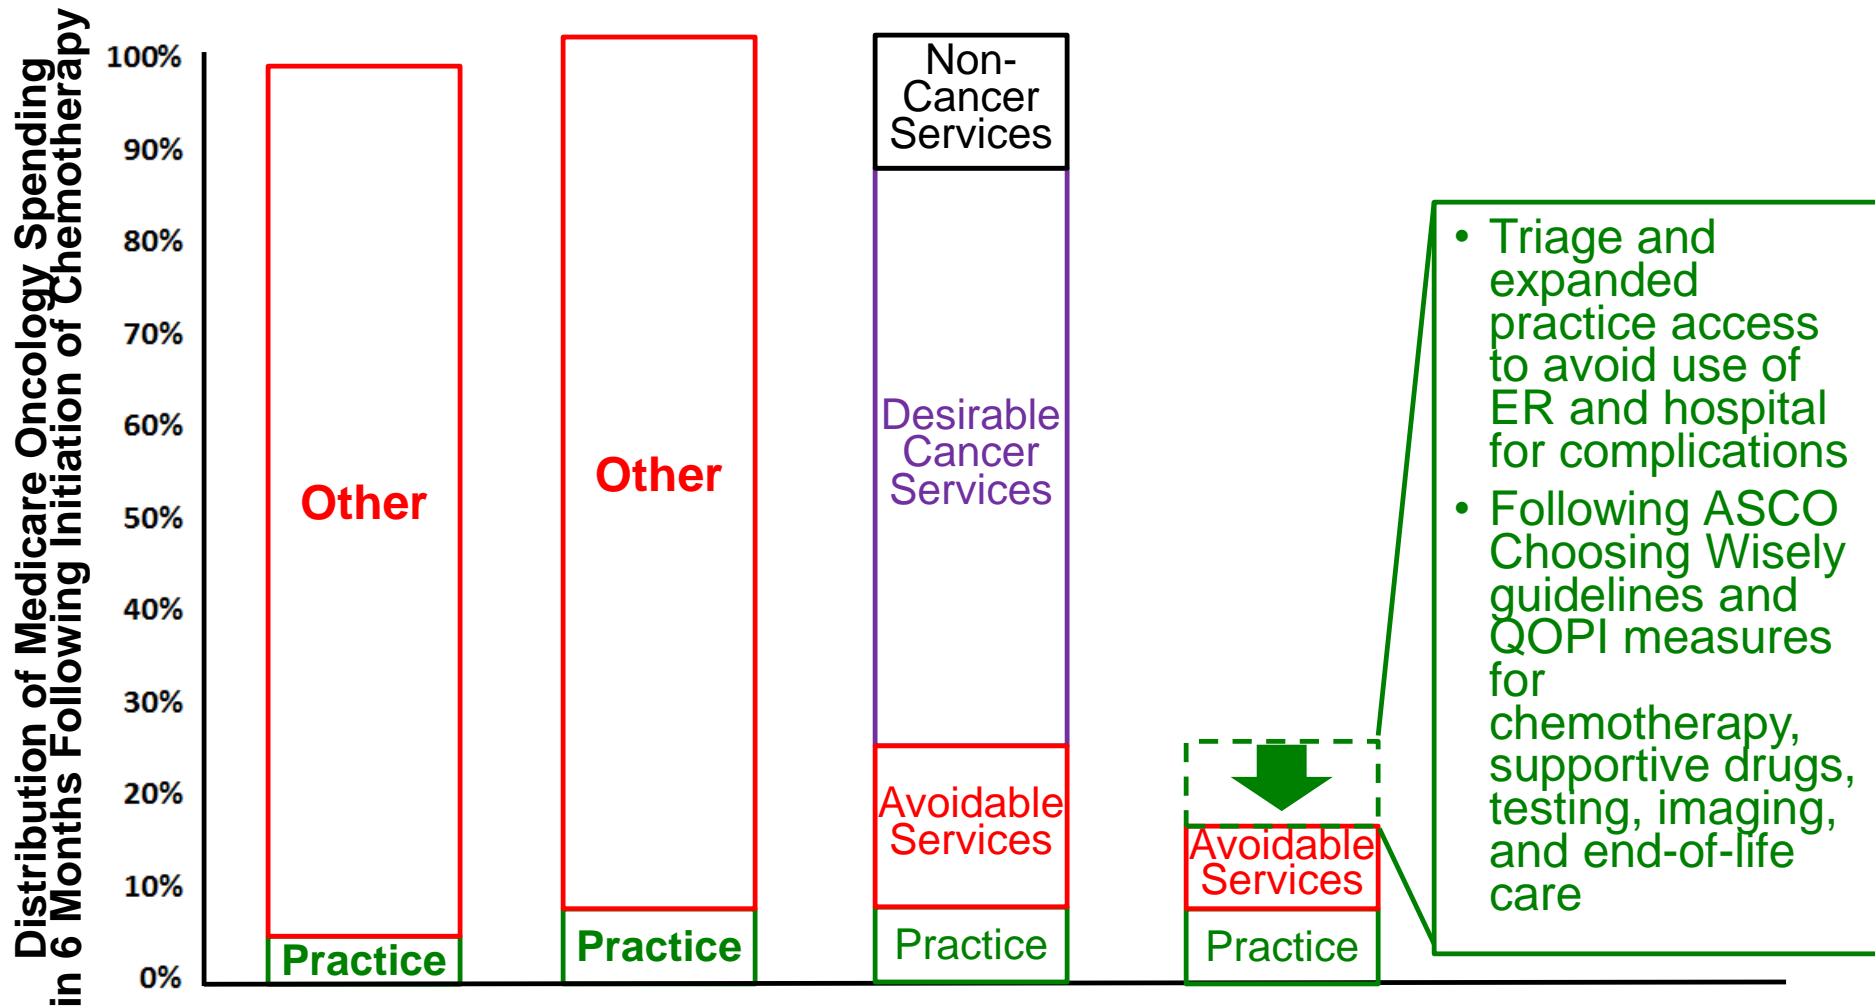 Distribution of Medicare Oncology Spending
in 6 Months Following Initiation of Chemotherapy
100%
90%
80%
70%
60%
50%
40%
30%
20%
10%
0%
Other
Practice
Other
Practice
Non-
Cancer
Services
Desirable
Cancer
Services
Avoidable
Services
Practice
Avoidable
Services
Practice
• Triage and
expanded
practice access
to avoid use of
ER and hospital
for complications
• Following ASCO
Choosing Wisely
guidelines and
QOPI measures
for
chemotherapy,
supportive drugs,
testing, imaging,
and end-of-life
care